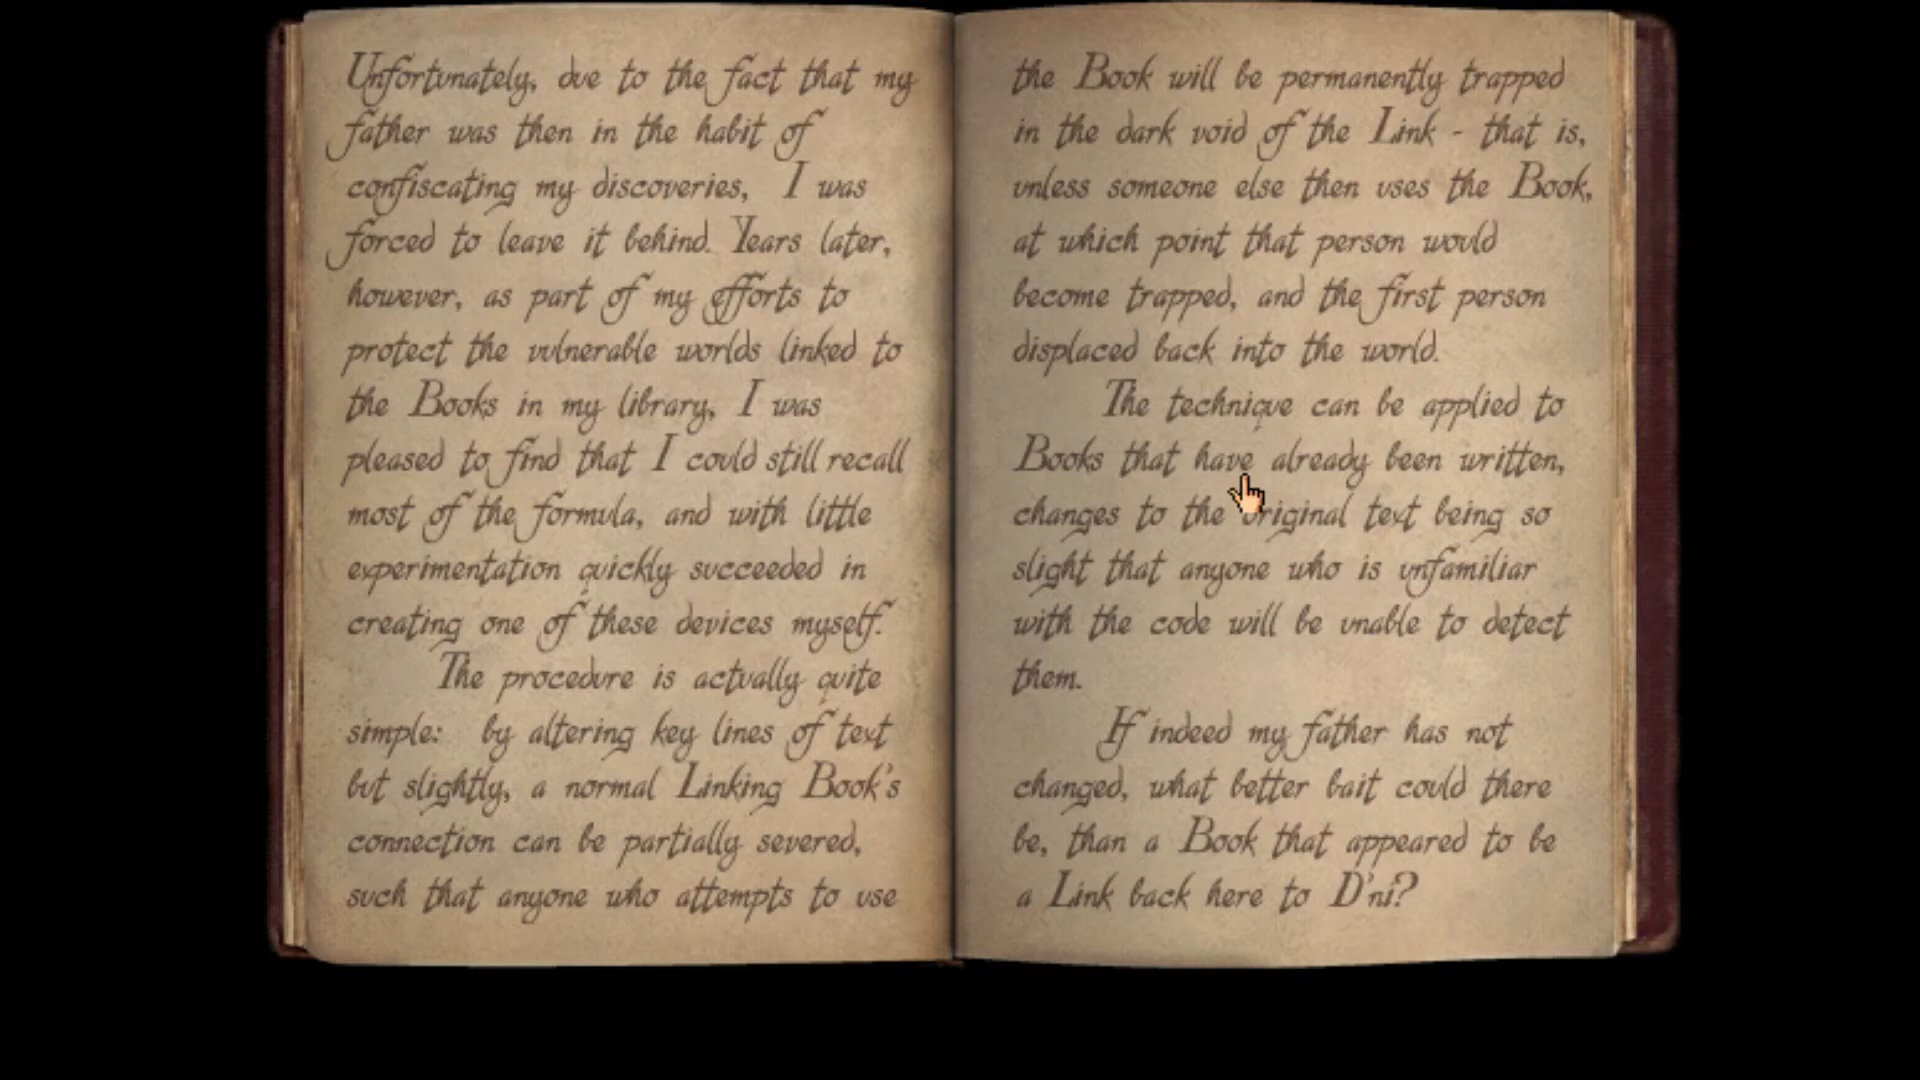 Unfortunately, due to the fact that my
father was then in the habit of
confiscating my discoveries, I was
forced to leave it behind. Years later,
however, as part of my efforts to
protect the vulnerable worlds linked to
the Books in my library, I was
pleased to find that I could still recall
most of the formula, and with little
experimentation quickly succeeded in
creating one of these devices myself.
The procedure is actually quite
simple: by altering key lines of text
but slightly, a normal Linking Book's
connection can be partially severed,
such that anyone who attempts to use
the Book will be permanently trapped
in the dark void of the Link - that is,
unless someone else then uses the Book,
at which point that person would
become trapped, and the first person
displaced back into the world.
The technique can be applied to
Books that have already been written,
changes to the original text being so
slight that anyone who is unfamiliar
with the code will be unable to detect
them.
If indeed my father has not
changed, what better bait could there
be, than a Book that appeared to be
a Link back here to D'ni?